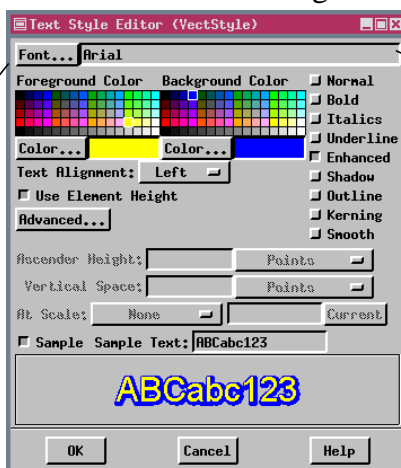 Text Style Editor (VectStyle)
Font... Arial
Foreground Color Background Color
Normal
Bold
Italics
Underline
Enhanced
Shadow
Outline
Kerning
Smooth
Color... Color...
Text Alignment: Left
Use Element Height
Advanced...
Ascender Height: Points
Vertical Space: Points
At Scale: None Current
Sample Sample Text: ABCabc123
ABCabc123
OK Cancel Help